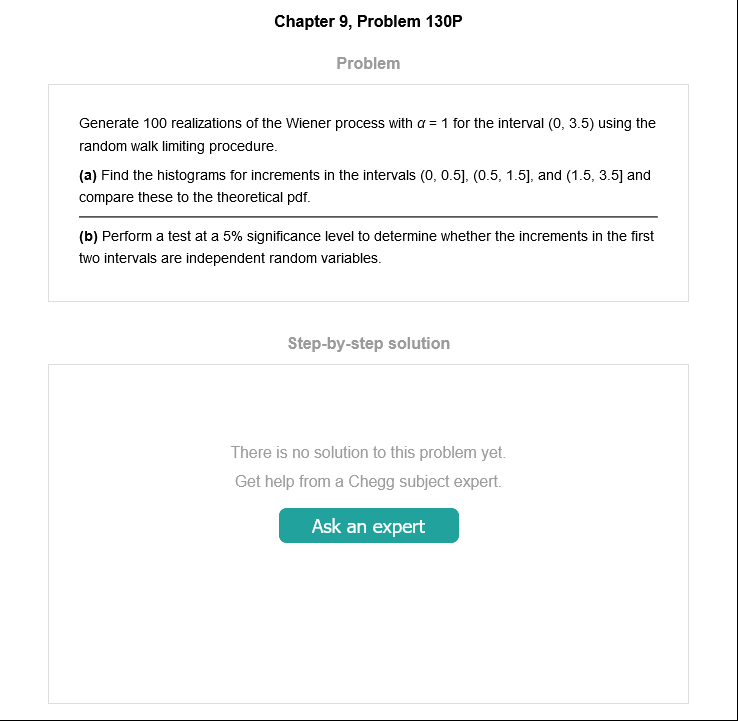 Chapter 9, Problem 130P
Problem
Generate 100 realizations of the Wiener process with α = 1 for the interval (0, 3.5) using the
random walk limiting procedure.
(a) Find the histograms for increments in the intervals (0, 0.5], (0.5, 1.5], and (1.5, 3.5] and
compare these to the theoretical pdf.
(b) Perform a test at a 5% significance level to determine whether the increments in the first
two intervals are independent random variables.
Step-by-step solution
There is no solution to this problem yet.
Get help from a Chegg subject expert.
Ask an expert